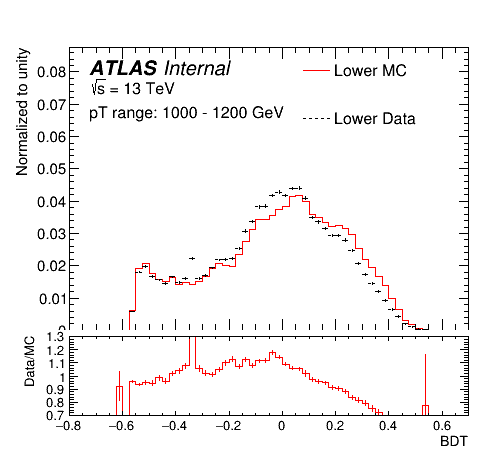 ATLAS Internal
√s = 13 TeV
pT range: 1000 - 1200 GeV
Lower MC
Lower Data
Normalized to unity
0.08
0.07
0.06
0.05
0.04
0.03
0.02
0.01
0
Data/MC
1.3
1.2
1.1
1
0.9
0.8
0.7
−0.8 −0.6 −0.4 −0.2 0 0.2 0.4 0.6
BDT